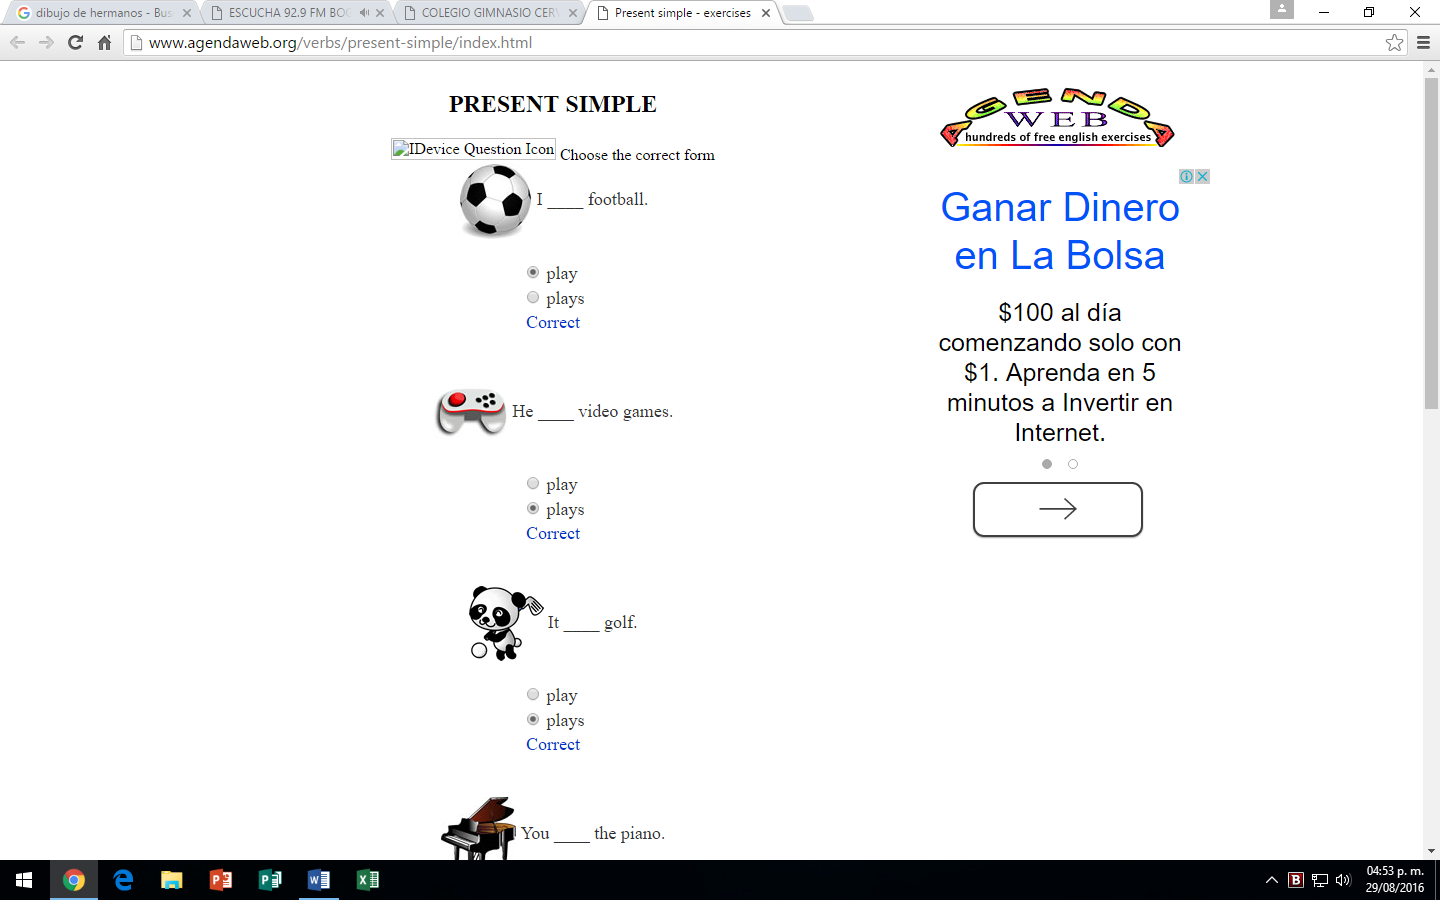 dibujo de hermanos - Bus
ESCUCHA 92.9 FM BOG
COLEGIO GIMNASIO CERV
Present simple - exercises
www.agendaweb.org/verbs/present-simple/index.html
PRESENT SIMPLE
IDevice Question Icon Choose the correct form
I ____ football.
play
plays
Correct
He ____ video games.
play
plays
Correct
It ____ golf.
play
plays
Correct
You ____ the piano.
AGENDA
WEB
hundreds of free english exercises
Ganar Dinero
en La Bolsa
$100 al día
comenzando solo con
$1. Aprenda en 5
minutos a Invertir en
Internet.
04:53 p. m.
29/08/2016